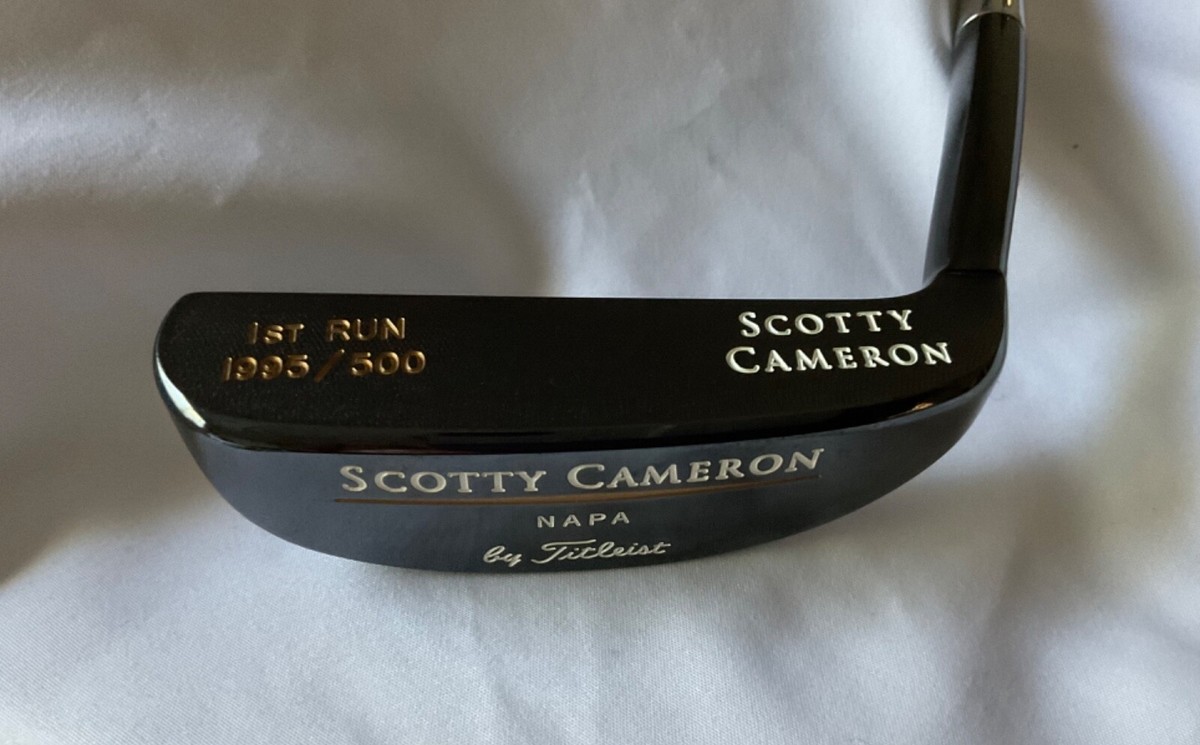 1ST RUN
1995/500
SCOTTY
CAMERON
SCOTTY CAMERON
NAPA
by Titleist